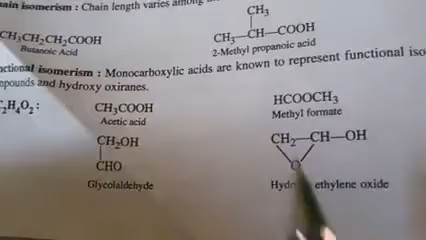 ain isomerism : Chain length varies among
CH₃
CH₃CH₂CH₂COOH CH₃—CH—COOH
Butanoic Acid 2-Methyl propanoic acid
nctional isomerism : Monocarboxylic acids are known to represent functional iso
mpounds and hydroxy oxiranes.
C₂H₄O₂ : CH₃COOH HCOOCH₃
Acetic acid Methyl formate
CH₂OH CH₂—CH—OH
CHO O
Glycolaldehyde ethylene oxide